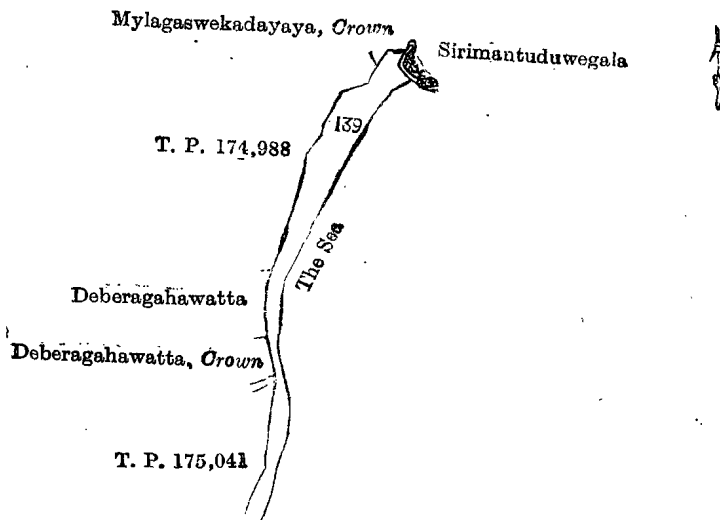 Mylagaswekadayaya, Crown
Sirimantuduwegala
139
T. P. 174,988
The Sea
Deberagahawatta
Deberagahawatta, Crown
T. P. 175,041